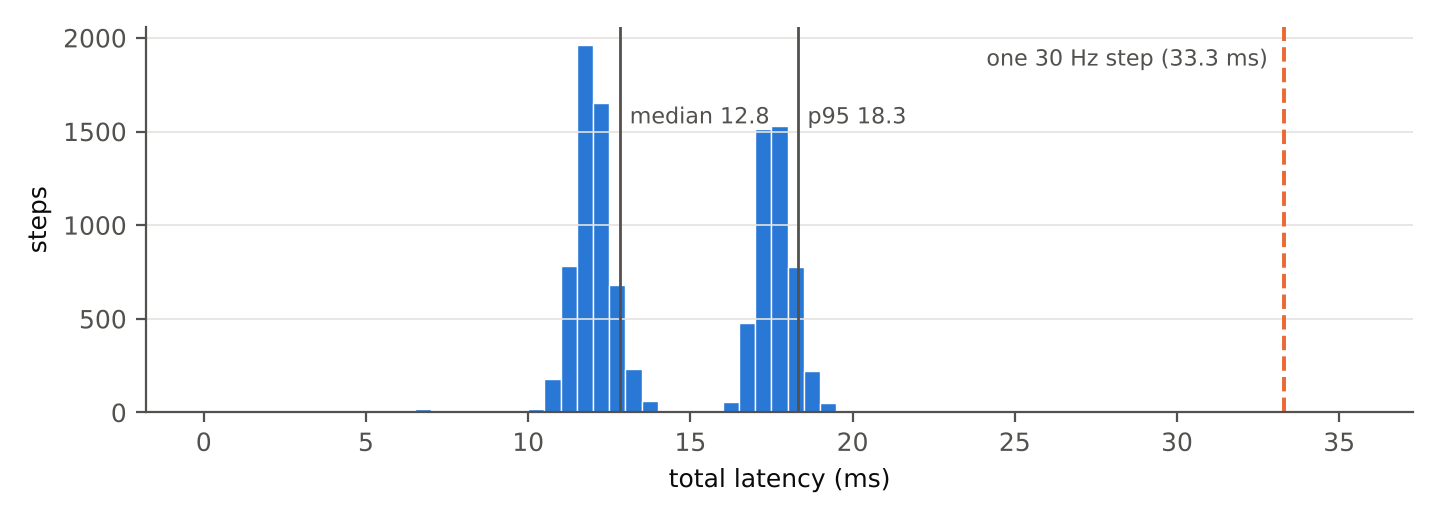 2000
one 30 Hz step (33.3 ms)
median 12.8
p95 18.3
1500
1000
steps
500
0
0 5 10 15 20 25 30 35
total latency (ms)